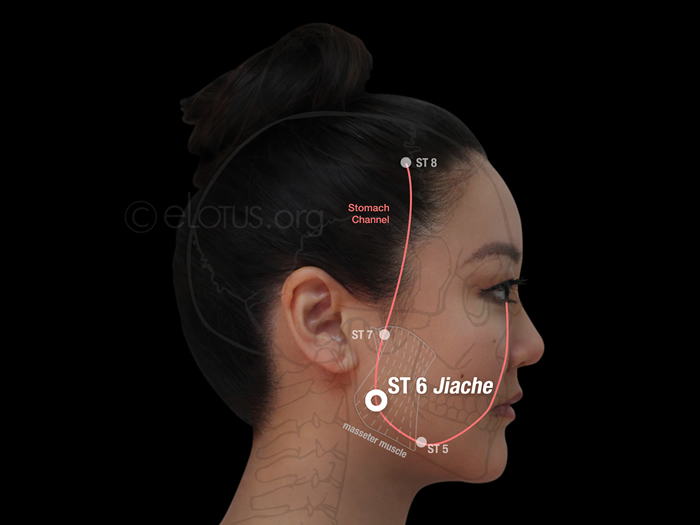 ST 8
Stomach
Channel
© eLotus.org
ST 7
ST 6 Jiache
masseter muscle
ST 5